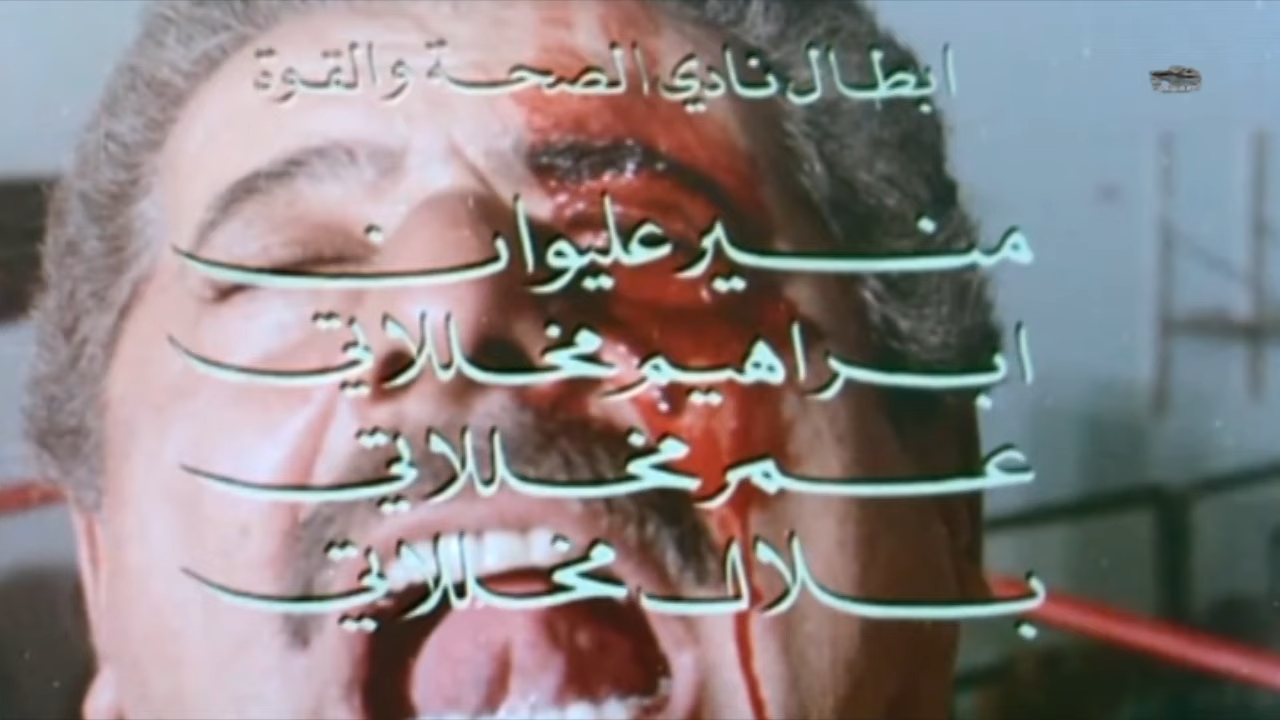 ابطال نادي الصحة والقوة
منير عليوان
ابراهيم مخللاتي
عمر مخللاتي
بلال مخللاتي